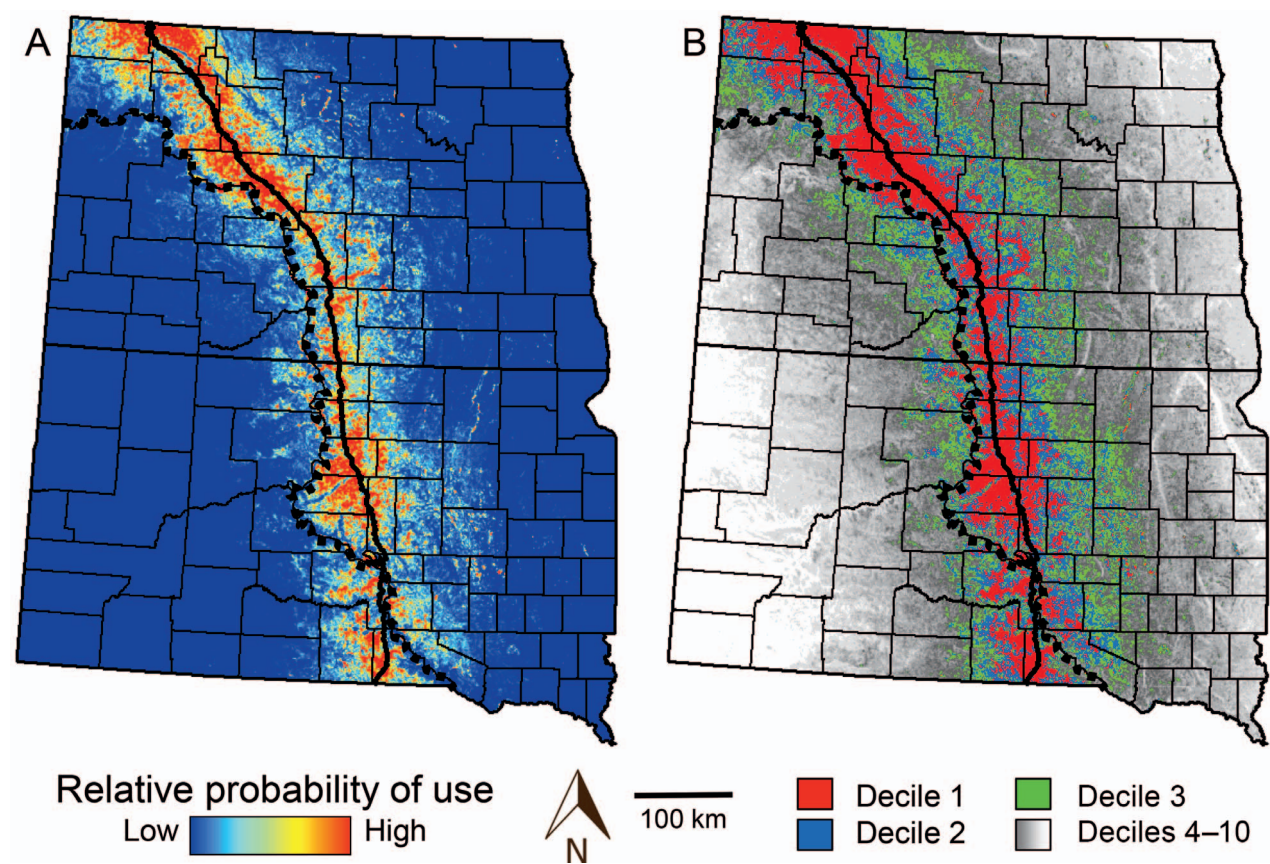 A
B
Relative probability of use
Low
High
N
100 km
Decile 1
Decile 2
Decile 3
Deciles 4–10